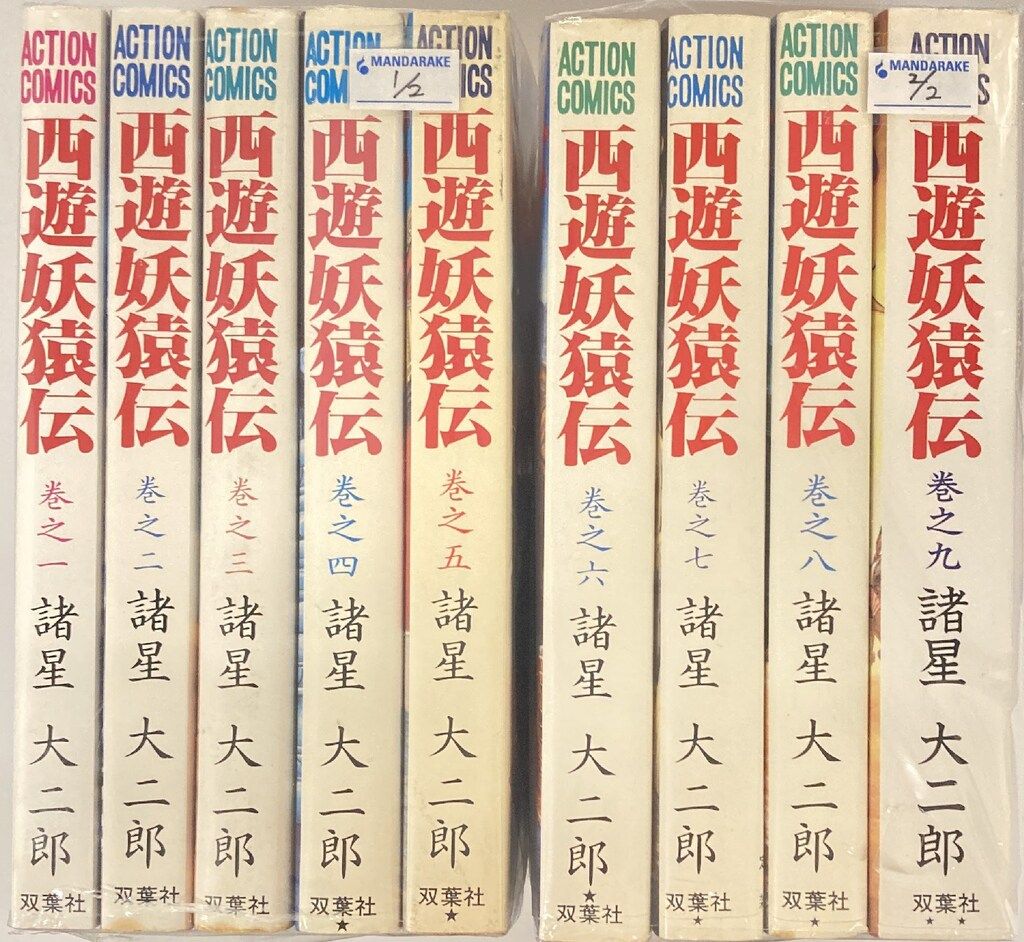 ACTION
COMICS
西遊妖猿伝
巻之一
諸星 大二郎
双葉社
ACTION
COMICS
西遊妖猿伝
巻之二
諸星 大二郎
双葉社
ACTION
COMICS
西遊妖猿伝
巻之三
諸星 大二郎
双葉社
ACTION
COM
西遊妖猿伝
巻之四
諸星 大二郎
双葉社
★
MANDARAKE
1/2
ACTION
ICS
西遊妖猿伝
巻之五
諸星 大二郎
双葉社
★
ACTION
COMICS
西遊妖猿伝
巻之六
諸星 大二郎
★
双葉社
ACTION
COMICS
西遊妖猿伝
巻之七
諸星 大二郎
双葉社
★
ACTION
COMICS
西遊妖猿伝
巻之八
諸星 大二郎
双葉社
★
ACTION
S
MANDARAKE
2/2
西遊妖猿伝
巻之九
諸星 大二郎
双葉社
★ ★